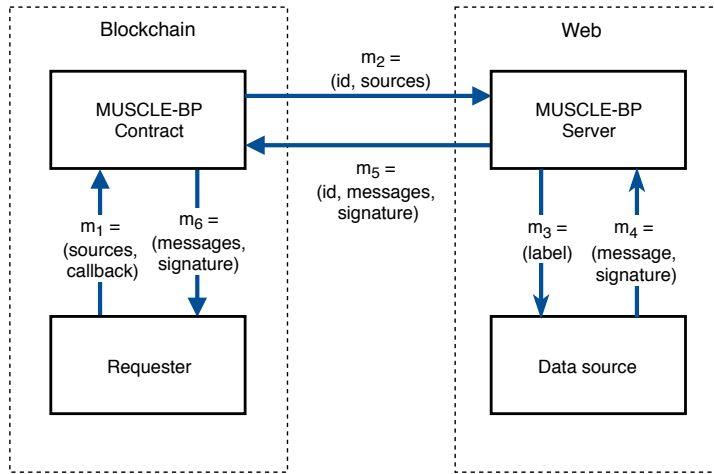 Blockchain
Web
MUSCLE-BP
Contract
m2 =
(id, sources)
MUSCLE-BP
Server
m5 =
(id, messages,
signature)
m1 =
(sources,
callback)
m6 =
(messages,
signature)
m3 =
(label)
m4 =
(message,
signature)
Requester
Data source